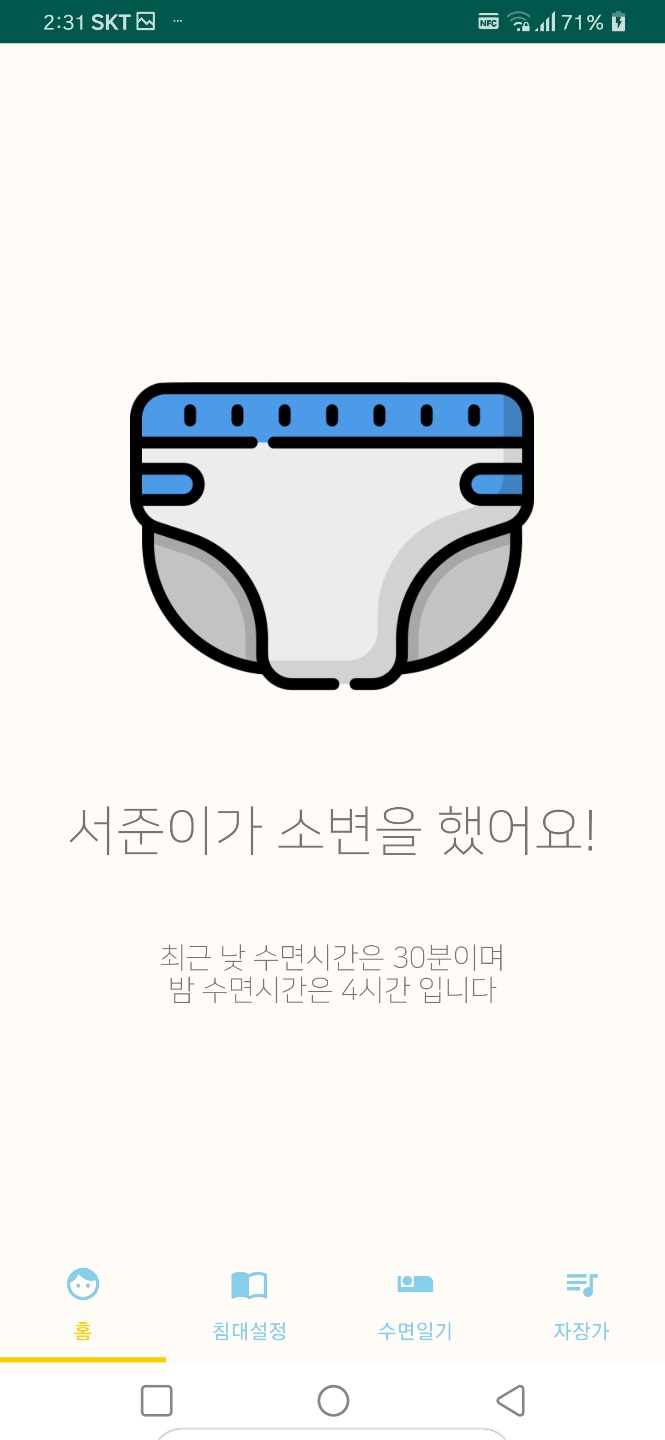 2:31 SKT ...
NFC 71%
서준이가 소변을 했어요!
최근 낮 수면시간은 30분이며
밤 수면시간은 4시간 입니다
홈
침대설정
수면일기
자장가